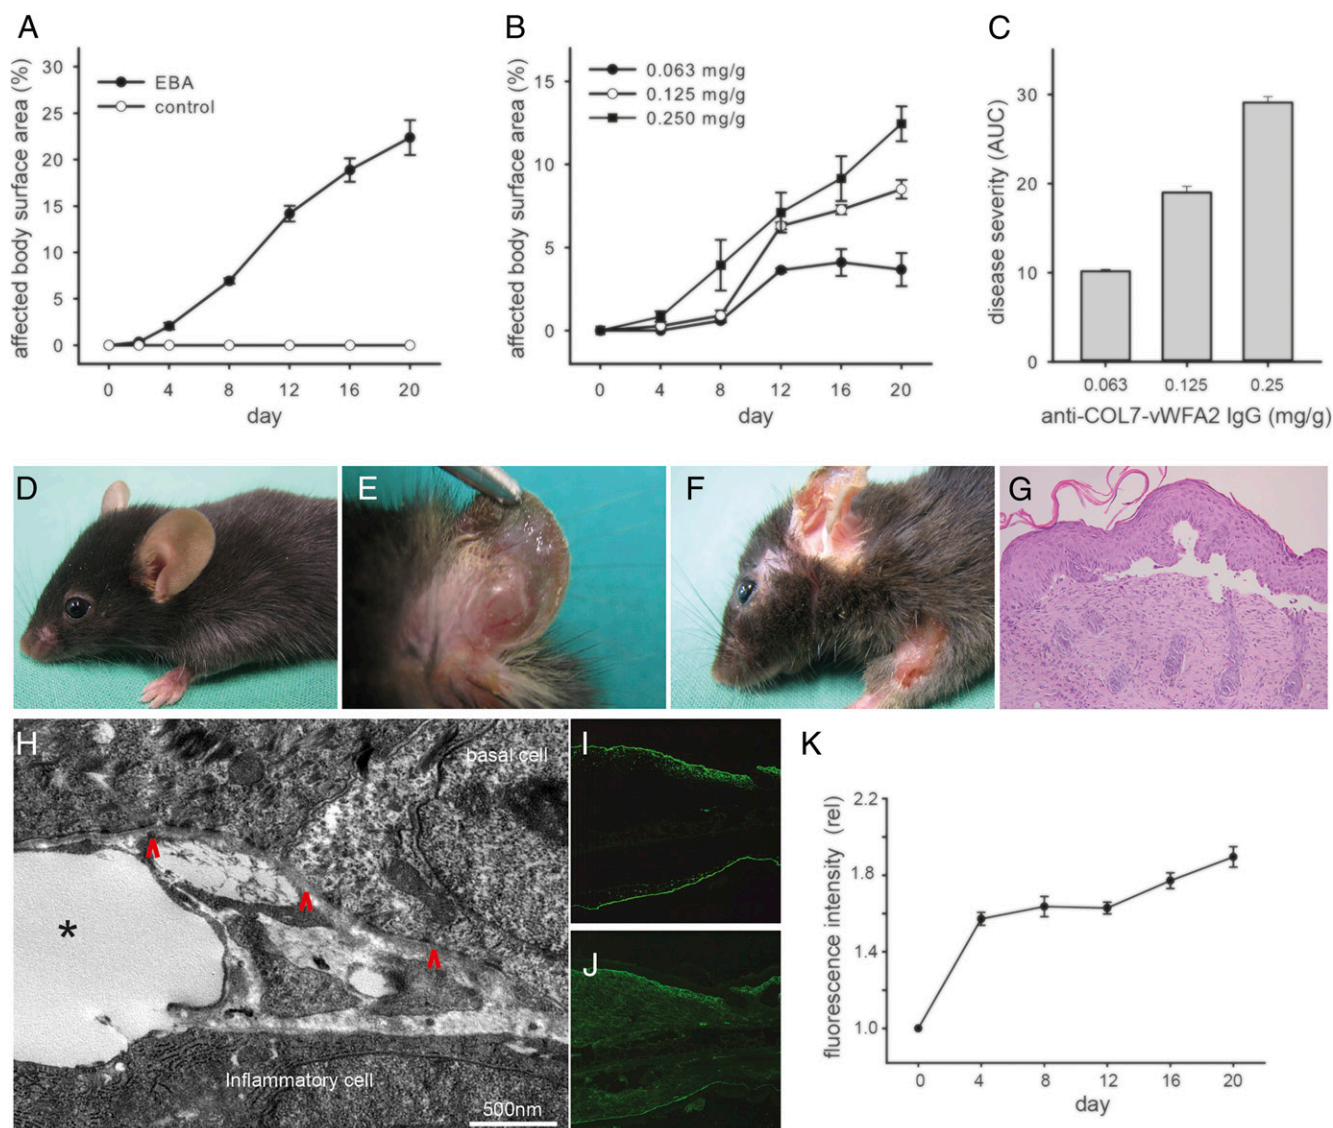 A
affected body surface area (%)
30
25
20
15
10
5
0
EBA
control
0
4
8
12
16
20
day
B
affected body surface area (%)
15
10
5
0
0.063 mg/g
0.125 mg/g
0.250 mg/g
0
4
8
12
16
20
day
C
disease severity (AUC)
30
20
10
0
0.063
0.125
0.25
anti-COL7-vWFA2 IgG (mg/g)
D
E
F
G
H
basal cell
*
Inflammatory cell
500nm
I
J
K
fluorescence intensity (rel)
2.2
1.8
1.4
1.0
0
4
8
12
16
20
day